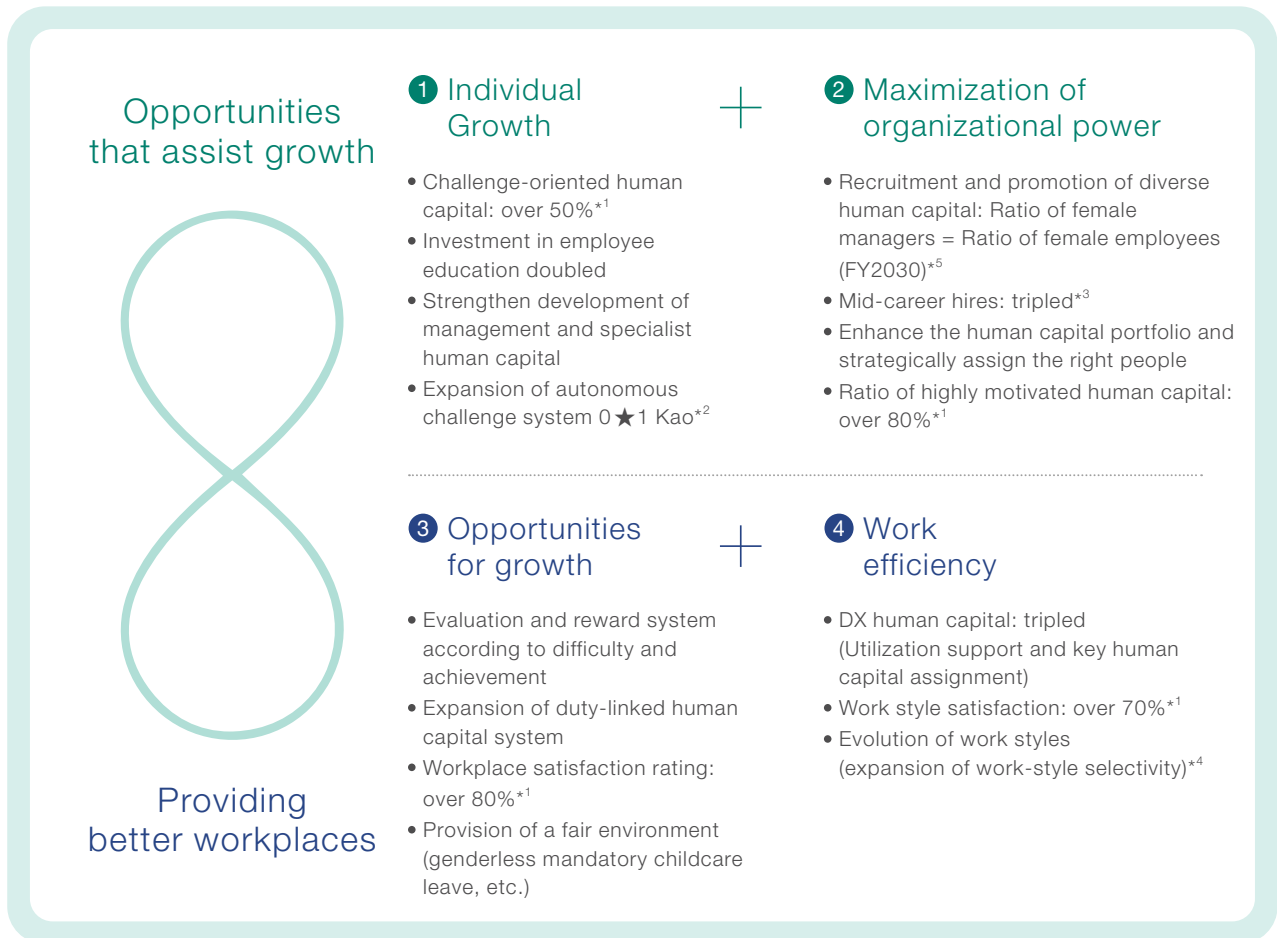 Opportunities
that assist growth
1 Individual
Growth
• Challenge-oriented human
capital: over 50%*1
• Investment in employee
education doubled
• Strengthen development of
management and specialist
human capital
• Expansion of autonomous
challenge system 0★1 Kao*2
+
2 Maximization of
organizational power
• Recruitment and promotion of diverse
human capital: Ratio of female
managers = Ratio of female employees
(FY2030)*5
• Mid-career hires: tripled*3
• Enhance the human capital portfolio and
strategically assign the right people
• Ratio of highly motivated human capital:
over 80%*1
Providing
better workplaces
3 Opportunities
for growth
• Evaluation and reward system
according to difficulty and
achievement
• Expansion of duty-linked human
capital system
• Workplace satisfaction rating:
over 80%*1
• Provision of a fair environment
(genderless mandatory childcare
leave, etc.)
+
4 Work
efficiency
• DX human capital: tripled
(Utilization support and key human
capital assignment)
• Work style satisfaction: over 70%*1
• Evolution of work styles
(expansion of work-style selectivity)*4